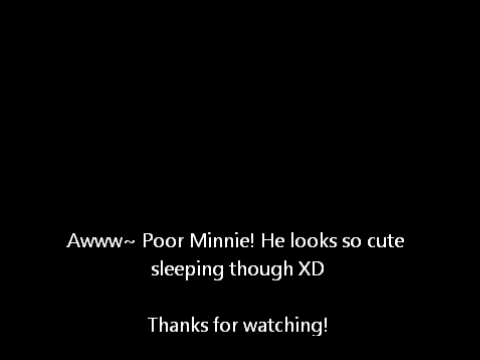 Awww~ Poor Minnie! He looks so cute
sleeping though XD
Thanks for watching!